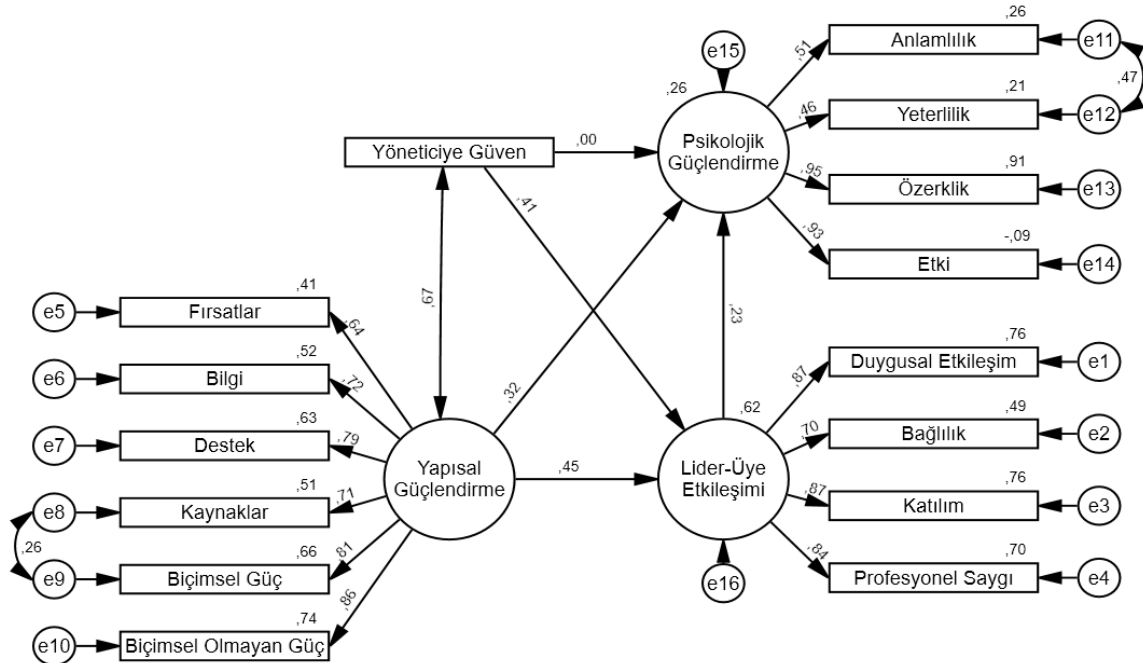 ,26
Anlamlılık
e11
e15
,51
,47
,26
,21
Yeterlilik
e12
,46
Psikolojik
Güçlendirme
Yöneticiye Güven
,00
,91
Özerklik
e13
,95
,41
,93
-,09
Etki
e14
,67
,41
e5
Fırsatlar
,64
,23
,52
e6
Bilgi
,72
,76
Duygusal Etkileşim
e1
,87
,32
,63
e7
Destek
,79
,62
,49
Bağlılık
e2
,70
Yapısal
Güçlendirme
,45
Lider-Üye
Etkileşimi
,51
e8
Kaynaklar
,71
,76
Katılım
e3
,87
,26
,66
e9
Biçimsel Güç
,81
,84
,70
Profesyonel Saygı
e4
e16
,74
e10
Biçimsel Olmayan Güç
,86